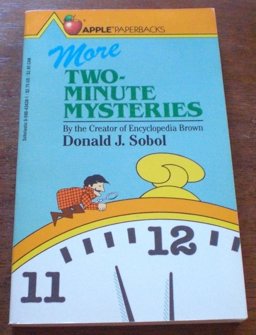 APPLE PAPERBACKS
More
TWO-
MINUTE
MYSTERIES
By the Creator of Encyclopedia Brown
Donald J. Sobol
12
11